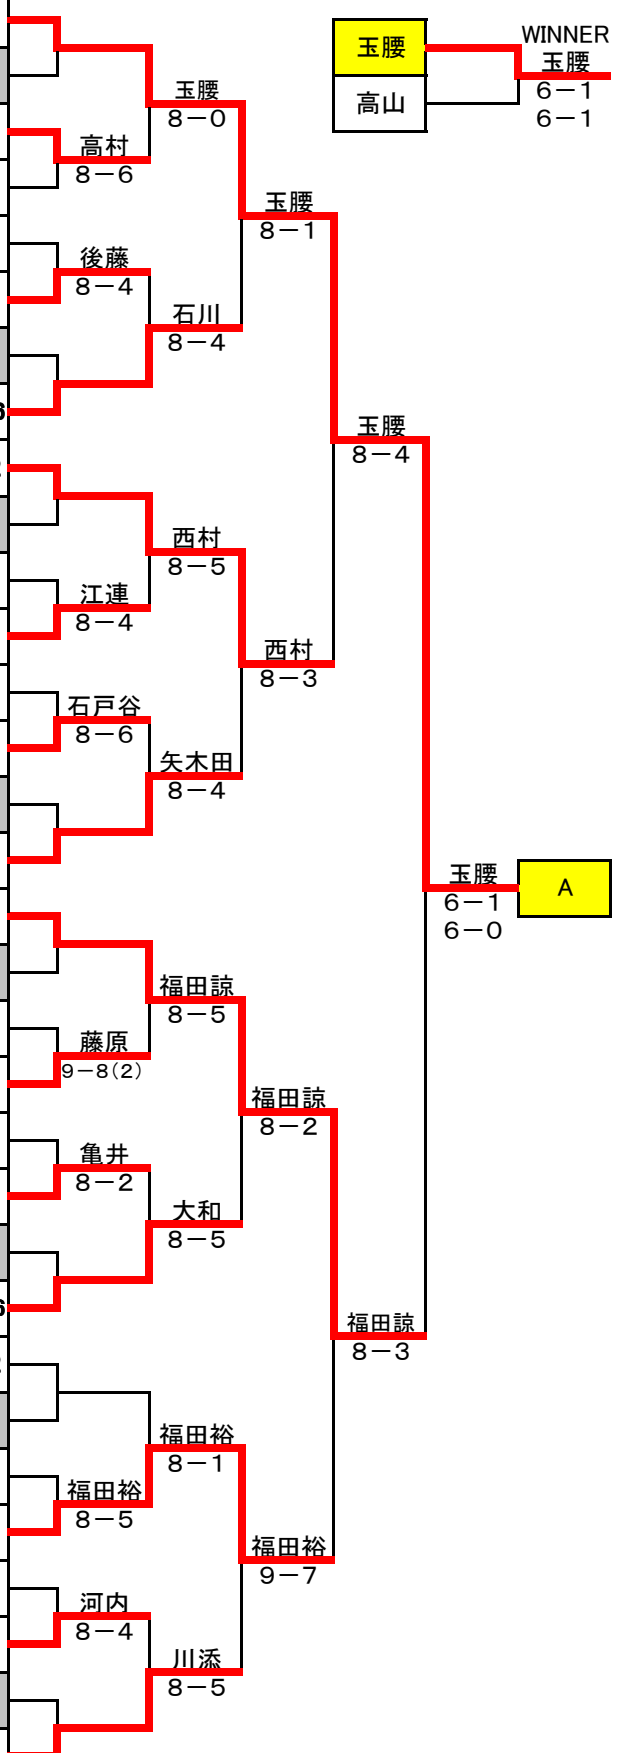 玉腰
高山
WINNER
玉腰
6－1
6－1
玉腰
8－0
高村
8－6
玉腰
8－1
後藤
8－4
石川
8－4
玉腰
8－4
西村
8－5
江連
8－4
西村
8－3
石戸谷
8－6
矢木田
8－4
玉腰
6－1
6－0
A
福田諒
8－5
藤原
9－8(2)
福田諒
8－2
亀井
8－2
大和
8－5
福田諒
8－3
福田裕
8－1
福田裕
8－5
福田裕
9－7
河内
8－4
川添
8－5